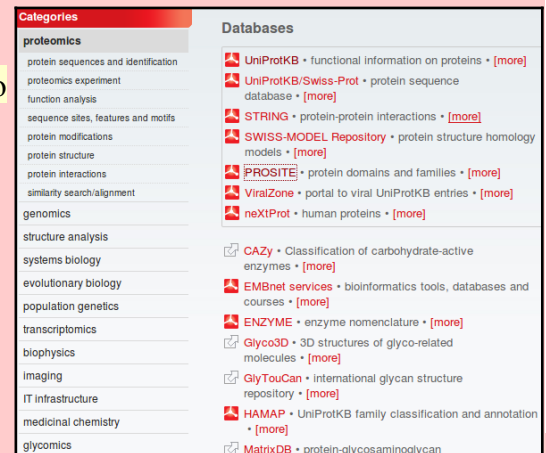 Categories
proteomics
protein sequences and identification
proteomics experiment
function analysis
sequence sites, features and motifs
protein modifications
protein structure
protein interactions
similarity search/alignment
genomics
structure analysis
systems biology
evolutionary biology
population genetics
transcriptomics
biophysics
imaging
IT infrastructure
medicinal chemistry
glycomics
Databases
UniProtKB • functional information on proteins • [more]
UniProtKB/Swiss-Prot • protein sequence
database • [more]
STRING • protein-protein interactions • [more]
SWISS-MODEL Repository • protein structure homology
models • [more]
PROSITE • protein domains and families • [more]
ViralZone • portal to viral UniProtKB entries • [more]
neXtProt • human proteins • [more]
CAZy • Classification of carbohydrate-active
enzymes • [more]
EMBnet services • bioinformatics tools, databases and
courses • [more]
ENZYME • enzyme nomenclature • [more]
Glyco3D • 3D structures of glyco-related
molecules • [more]
GlyTouCan • international glycan structure
repository • [more]
HAMAP • UniProtKB family classification and annotation
• [more]
MatrixDB • protein-glycosaminoglycan